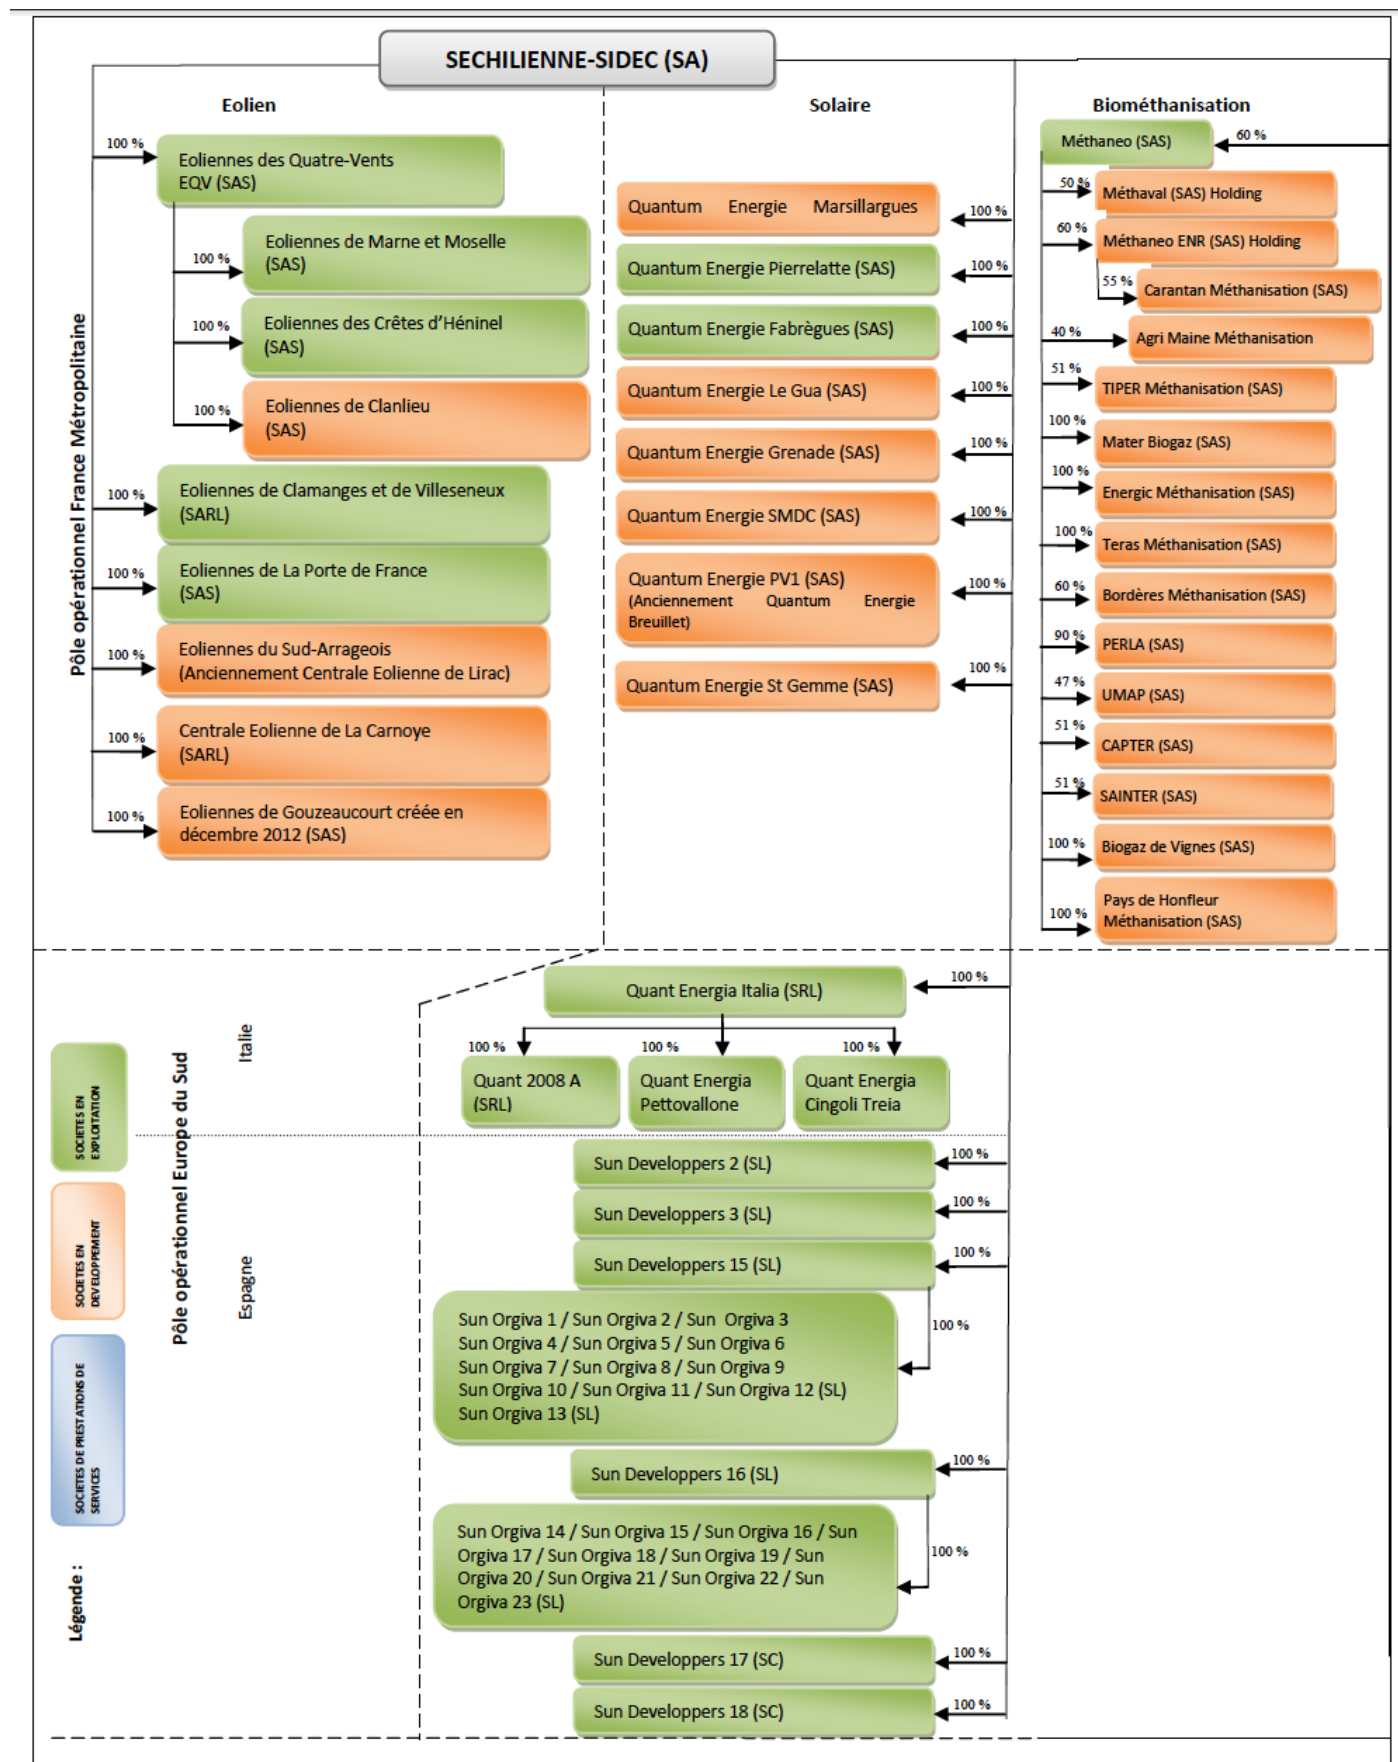 SECHILIENNE-SIDEC (SA)
Pôle opérationnel France Métropolitaine
Eolien
100 %
Eoliennes des Quatre-Vents
EQV (SAS)
100 %
Eoliennes de Marne et Moselle
(SAS)
100 %
Eoliennes des Crêtes d’Héninel
(SAS)
100 %
Eoliennes de Clanlieu
(SAS)
100 %
Eoliennes de Clamanges et de Villeseneux
(SARL)
100 %
Eoliennes de La Porte de France
(SAS)
100 %
Eoliennes du Sud-Arrageois
(Anciennement Centrale Eolienne de Lirac)
100 %
Centrale Eolienne de La Carnoye
(SARL)
100 %
Eoliennes de Gouzeaucourt créée en
décembre 2012 (SAS)
Solaire
Quantum Energie Marsillargues
100 %
Quantum Energie Pierrelatte (SAS)
100 %
Quantum Energie Fabrègues (SAS)
100 %
Quantum Energie Le Gua (SAS)
100 %
Quantum Energie Grenade (SAS)
100 %
Quantum Energie SMDC (SAS)
100 %
Quantum Energie PV1 (SAS)
(Anciennement Quantum Energie
Breuillet)
100 %
Quantum Energie St Gemme (SAS)
100 %
Biométhanisation
Méthaneo (SAS)
60 %
50 %
Méthaval (SAS) Holding
60 %
Méthaneo ENR (SAS) Holding
55 %
Carantan Méthanisation (SAS)
40 %
Agri Maine Méthanisation
51 %
TIPER Méthanisation (SAS)
100 %
Mater Biogaz (SAS)
100 %
Energic Méthanisation (SAS)
100 %
Teras Méthanisation (SAS)
60 %
Bordères Méthanisation (SAS)
90 %
PERLA (SAS)
47 %
UMAP (SAS)
51 %
CAPTER (SAS)
51 %
SAINTER (SAS)
100 %
Biogaz de Vignes (SAS)
100 %
Pays de Honfleur
Méthanisation (SAS)
Pôle opérationnel Europe du Sud
Italie
Quant Energia Italia (SRL)
100 %
100 %
Quant 2008 A
(SRL)
100 %
Quant Energia
Pettovallone
100 %
Quant Energia
Cingoli Treia
Espagne
Sun Developpers 2 (SL)
100 %
Sun Developpers 3 (SL)
100 %
Sun Developpers 15 (SL)
100 %
Sun Orgiva 1 / Sun Orgiva 2 / Sun Orgiva 3
Sun Orgiva 4 / Sun Orgiva 5 / Sun Orgiva 6
Sun Orgiva 7 / Sun Orgiva 8 / Sun Orgiva 9
Sun Orgiva 10 / Sun Orgiva 11 / Sun Orgiva 12 (SL)
Sun Orgiva 13 (SL)
100 %
Sun Developpers 16 (SL)
100 %
Sun Orgiva 14 / Sun Orgiva 15 / Sun Orgiva 16 / Sun
Orgiva 17 / Sun Orgiva 18 / Sun Orgiva 19 / Sun
Orgiva 20 / Sun Orgiva 21 / Sun Orgiva 22 / Sun
Orgiva 23 (SL)
100 %
Sun Developpers 17 (SC)
100 %
Sun Developpers 18 (SC)
100 %
Légende :
SOCIETES DE PRESTATIONS DE
SERVICES
SOCIETES EN
DEVELOPPEMENT
SOCIETES EN
EXPLOITATION